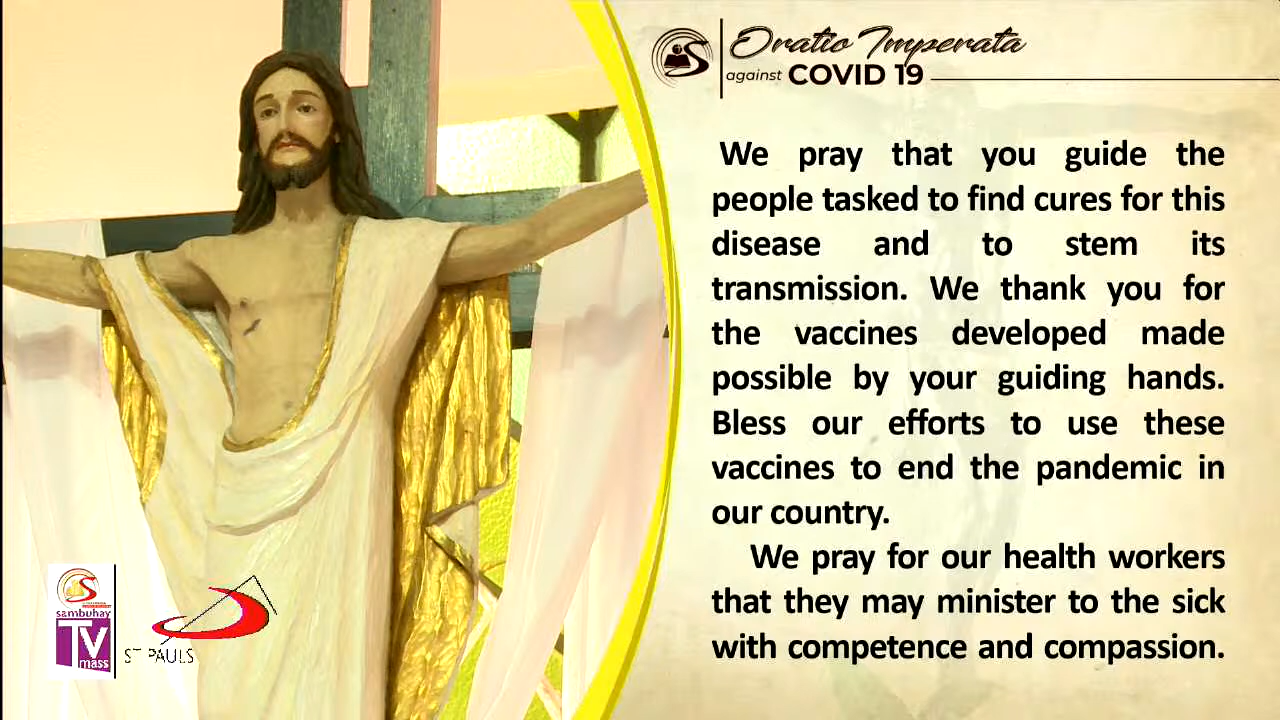 Oratio Imperata
against COVID 19
We pray that you guide the
people tasked to find cures for this
disease and to stem its
transmission. We thank you for
the vaccines developed made
possible by your guiding hands.
Bless our efforts to use these
vaccines to end the pandemic in
our country.
We pray for our health workers
that they may minister to the sick
with competence and compassion.
sambuhay
TV
mass
ST PAULS